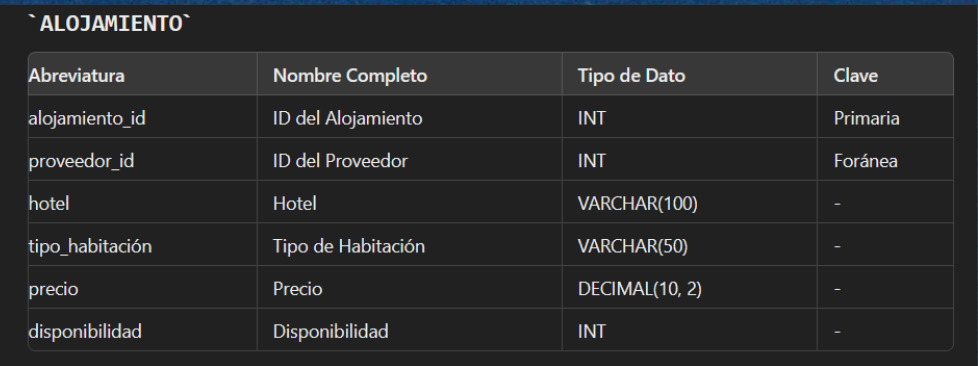 `ALOJAMIENTO`
Abreviatura Nombre Completo Tipo de Dato Clave
alojamiento_id ID del Alojamiento INT Primaria
proveedor_id ID del Proveedor INT Foránea
hotel Hotel VARCHAR(100) -
tipo_habitación Tipo de Habitación VARCHAR(50) -
precio Precio DECIMAL(10, 2) -
disponibilidad Disponibilidad INT -